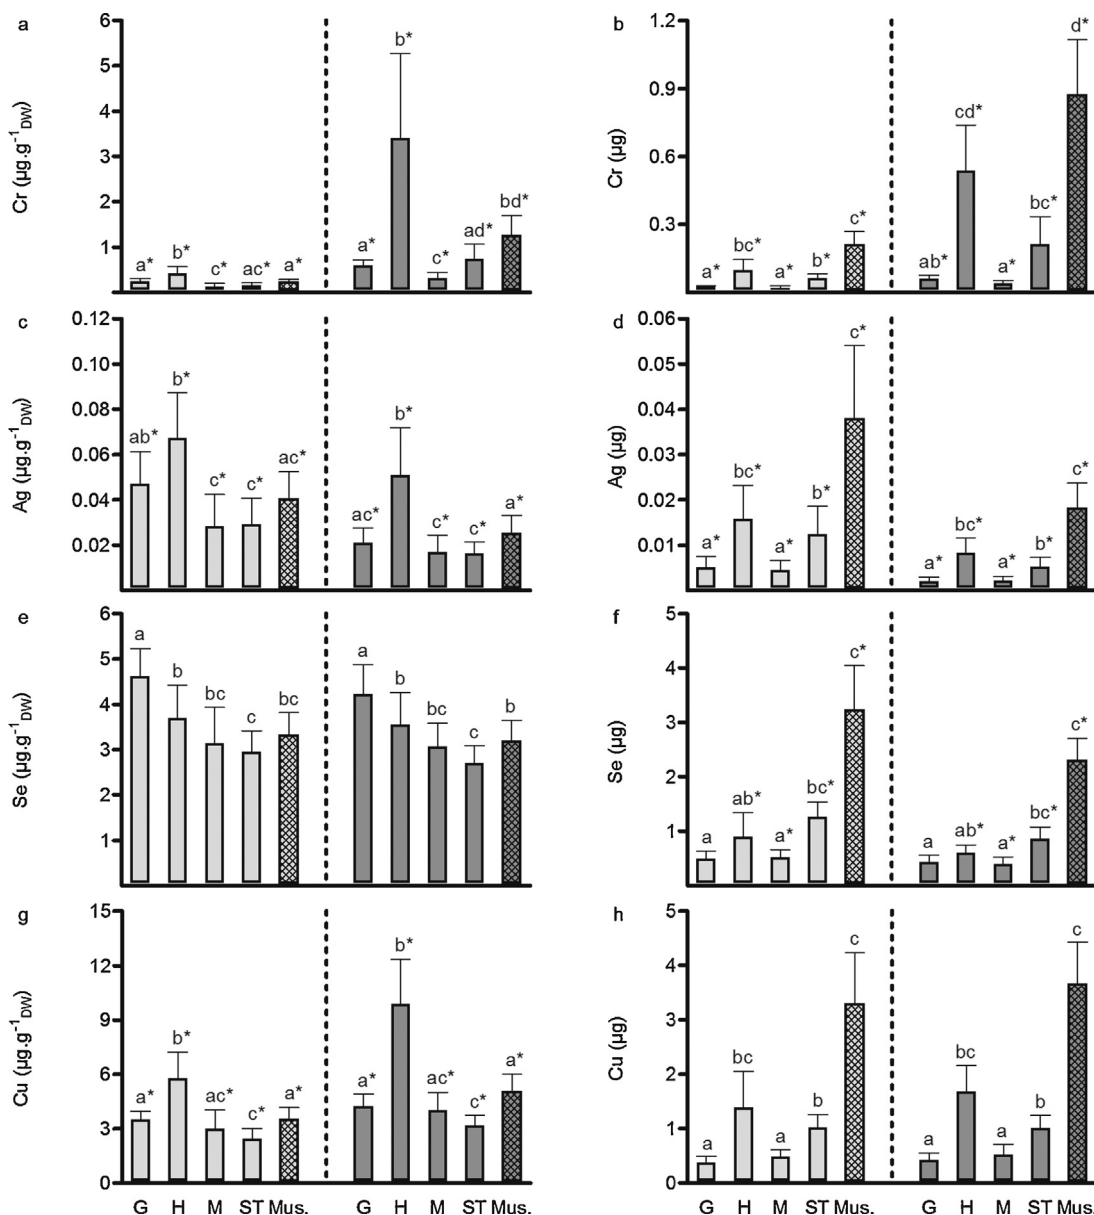 a
Cr (µg.g⁻¹DW)
6
5
4
3
2
1
0
a* b* c* ac* a*
a* b* c* ad* bd*
b
Cr (µg)
1.2
0.9
0.6
0.3
a* bc* a* b* c*
ab* cd* a* bc* d*
c
Ag (µg.g⁻¹DW)
0.12
0.10
0.08
0.06
0.04
0.02
ab* b* c* c* ac*
ac* b* c* c* a*
d
Ag (µg)
0.06
0.05
0.04
0.03
0.02
0.01
a* bc* a* b* c*
a* bc* a* b* c*
e
Se (µg.g⁻¹DW)
6
5
4
3
2
1
a b bc c bc
a b bc c b
f
Se (µg)
5
4
3
2
1
a ab* a* bc* c*
a ab* a* bc* c*
g
Cu (µg.g⁻¹DW)
15
12
9
6
3
0
a* b* ac* c* a*
a* b* ac* c* a*
G H M ST Mus. G H M ST Mus.
h
Cu (µg)
5
4
3
2
1
0
a bc a b c
a bc a b c
G H M ST Mus. G H M ST Mus.